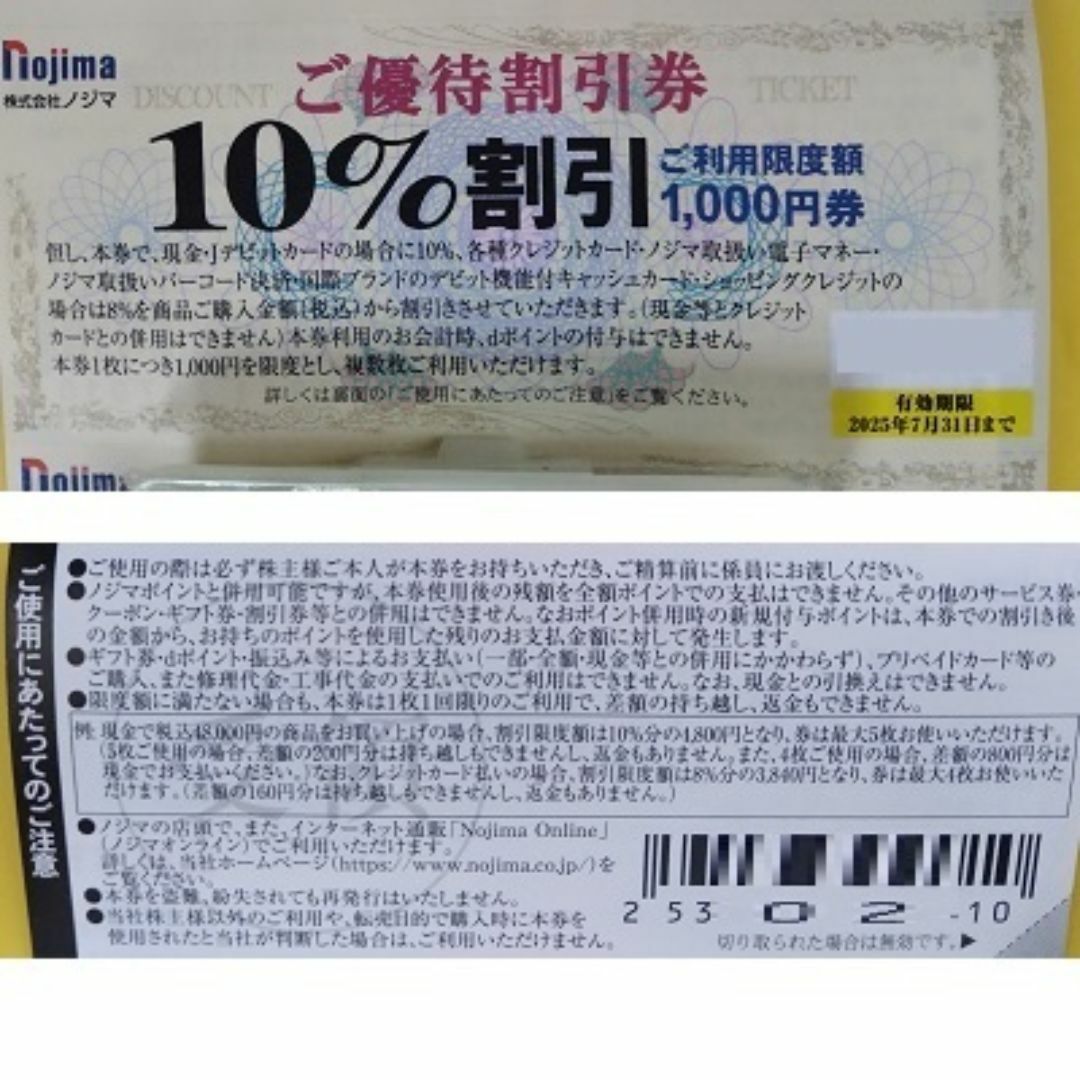 nojima
株式会社ノジマ
DISCOUNT
ご優待割引券
TICKET
10%割引
ご利用限度額
1,000円券
但し、本券で、現金・Jデビットカードの場合に10%、各種クレジットカード・ノジマ取扱い電子マネー・
ノジマ取扱いバーコード決済・国際ブランドのデビット機能付キャッシュカード・ショッピングクレジットの
場合は8%を商品ご購入金額(税込)から割引きさせていただきます。(現金等とクレジット
カードとの併用はできません)本券利用のお会計時、dポイントの付与はできません。
本券1枚につき1,000円を限度とし、複数枚ご利用いただけます。
詳しくは裏面の「ご使用にあたってのご注意」をご覧ください。
有効期限
2025年7月31日まで
nojima
ご使用にあたってのご注意
●ご使用の際は必ず株主様ご本人が本券をお持ちいただき、ご精算前に係員にお渡しください。
●ノジマポイントと併用可能ですが、本券使用後の残額を全額ポイントでの支払はできません。その他のサービス券・
クーポン・ギフト券・割引券等との併用はできません。なおポイント併用時の新規付与ポイントは、本券での割引き後
の金額から、お持ちのポイントを使用した残りのお支払金額に対して発生します。
●ギフト券・dポイント・振込み等によるお支払い(一部・全額・現金等との併用にかかわらず)、プリペイドカード等の
ご購入、また修理代金・工事代金の支払いでのご利用はできません。なお、現金との引換えはできません。
●限度額に満たない場合も、本券は1枚1回限りのご利用で、差額の持ち越し、返金もできません。
例:現金で税込48,000円の商品をお買い上げの場合、割引限度額は10%分の4,800円となり、券は最大5枚お使いいただけます。
(5枚ご使用の場合、差額の200円分は持ち越しもできませんし、返金もありません。また、4枚ご使用の場合、差額の800円分は
現金でお支払いください。)なお、クレジットカード払いの場合、割引限度額は8%分の3,840円となり、券は最大4枚お使いいた
だけます。(差額の160円分は持ち越しもできませんし、返金もありません。)
●ノジマの店頭で、また、インターネット通販「Nojima Online」
(ノジマオンライン)でご利用いただけます。
詳しくは、当社ホームページ(https://www.nojima.co.jp/)を
ご覧ください。
●本券を盗難、紛失されても再発行はいたしません。
●当社株主様以外のご利用や、転売目的で購入時に本券を
使用されたと当社が判断した場合は、ご利用いただけません。
2 53 02 -10
切り取られた場合は無効です。▶